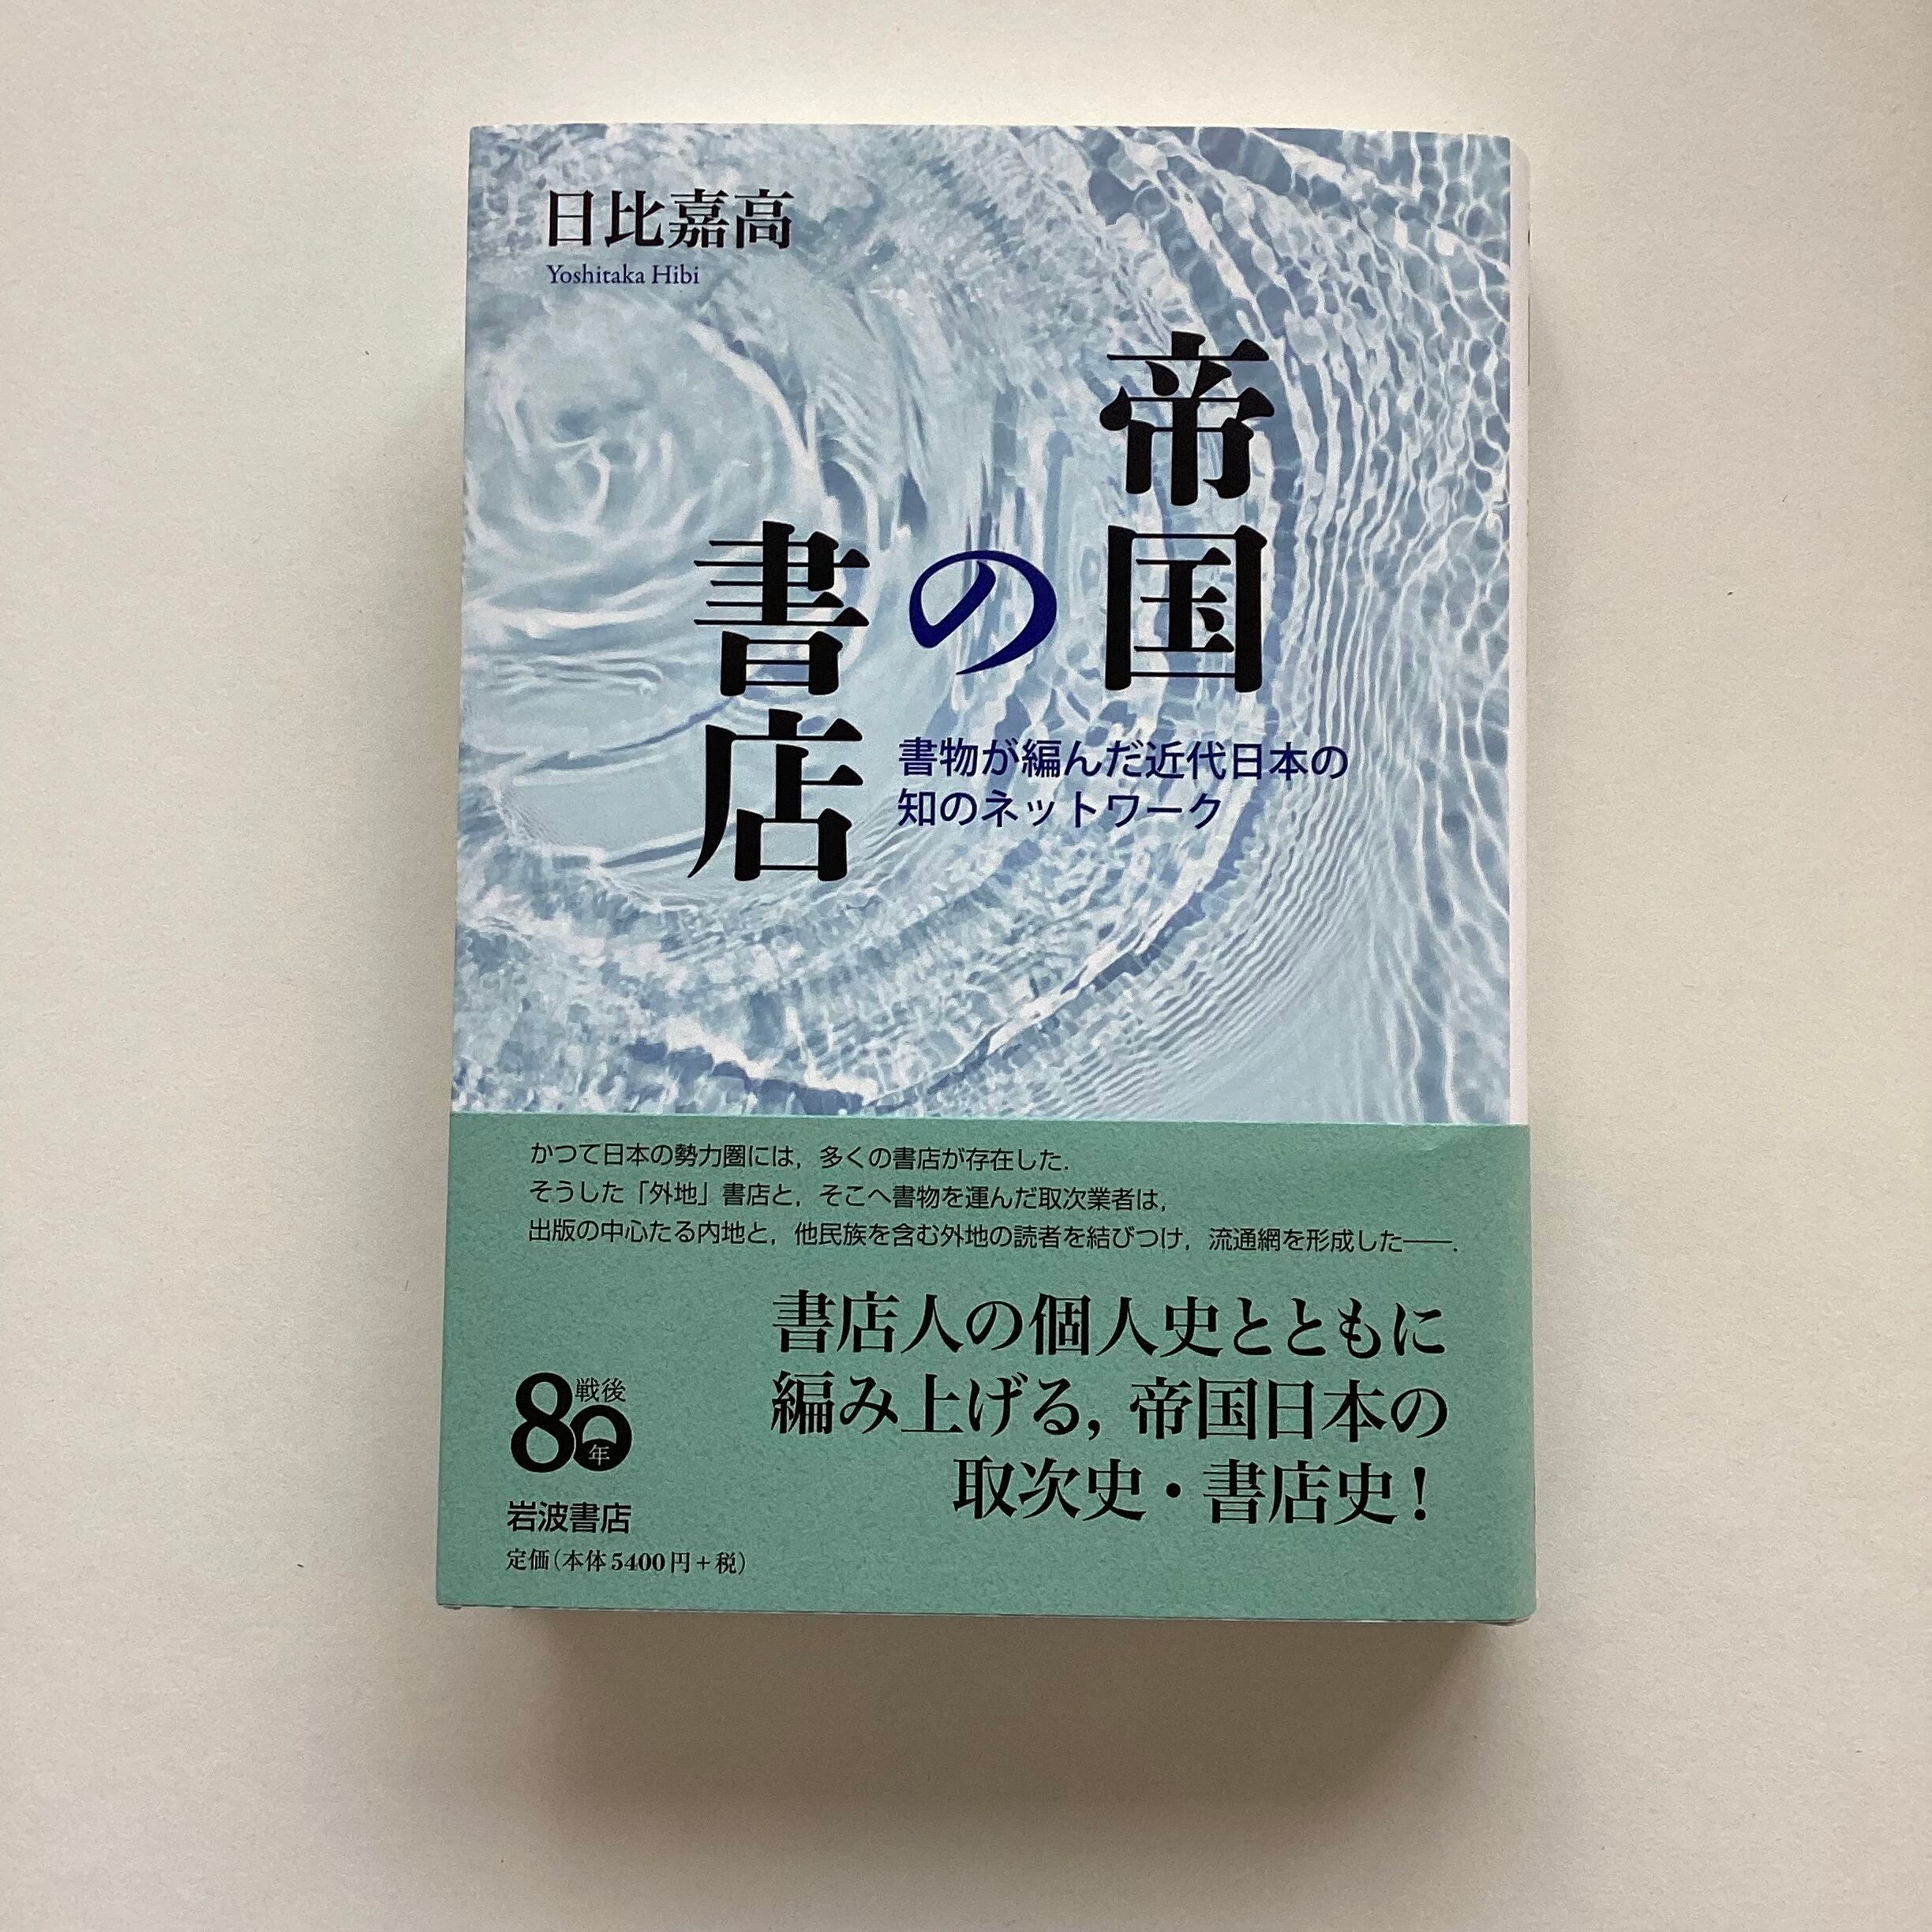 日比嘉高
Yoshitaka Hibi
帝国
の
書店
書物が編んだ近代日本の
知のネットワーク
かつて日本の勢力圏には，多くの書店が存在した．
そうした「外地」書店と，そこへ書物を運んだ取次業者は，
出版の中心たる内地と，他民族を含む外地の読者を結びつけ，流通網を形成した――．
書店人の個人史とともに
編み上げる，帝国日本の
取次史・書店史！
戦後
80
年
岩波書店
定価（本体5400円＋税）